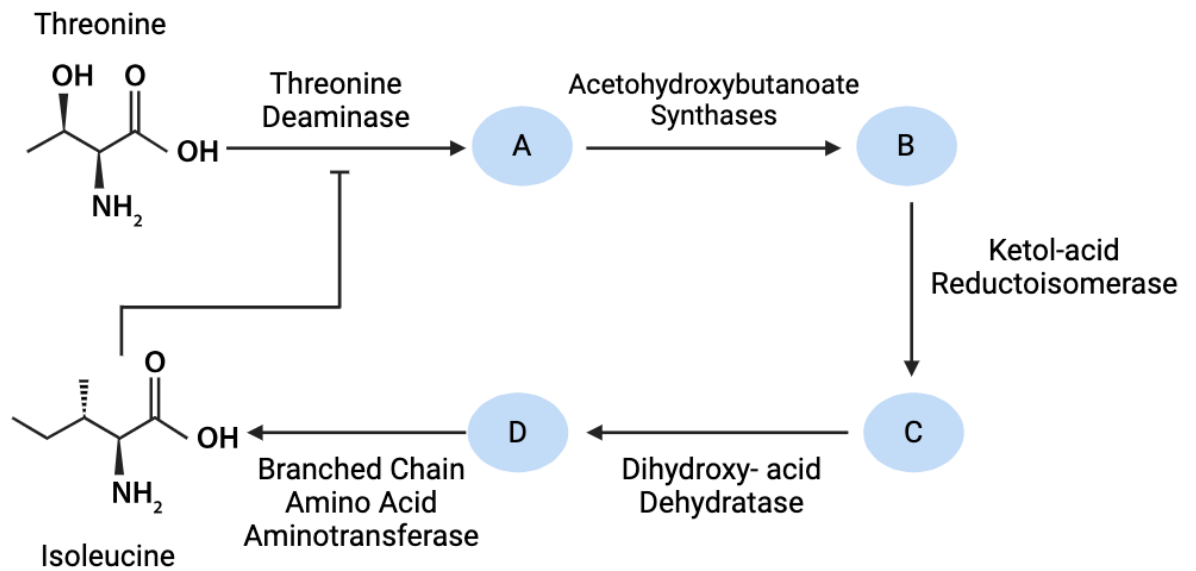 Threonine
OH O
OH
NH₂
Threonine
Deaminase
A
Acetohydroxybutanoate
Synthases
B
Ketol-acid
Reductoisomerase
C
Dihydroxy- acid
Dehydratase
D
Branched Chain
Amino Acid
Aminotransferase
O
OH
NH₂
Isoleucine